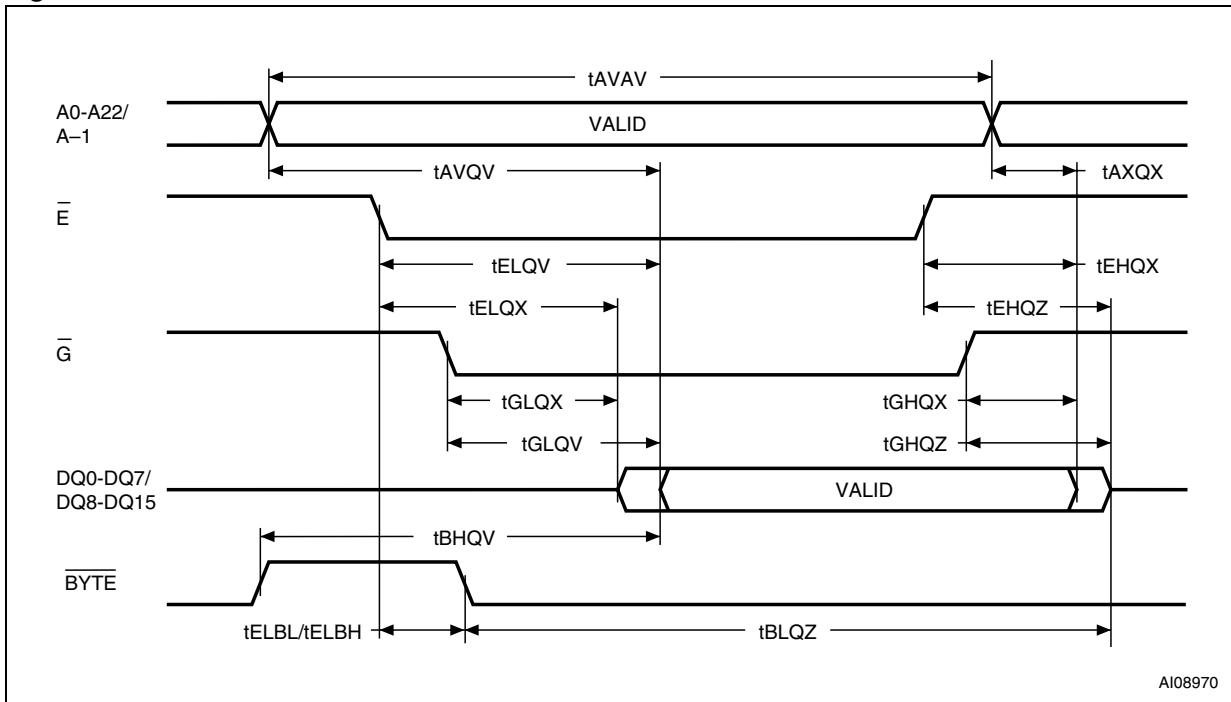 tAVAV
A0-A22/
A–1
VALID
tAVQV
tAXQX
E
tELQV
tEHQX
tELQX
tEHQZ
G
tGLQX
tGHQX
tGLQV
tGHQZ
DQ0-DQ7/
DQ8-DQ15
VALID
tBHQV
BYTE
tELBL/tELBH
tBLQZ
AI08970